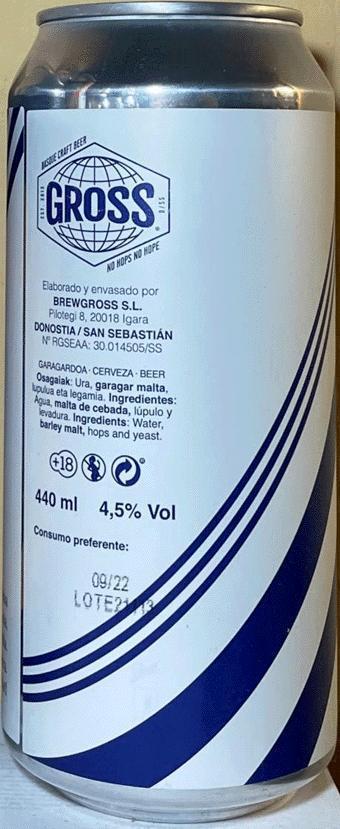 BASQUE CRAFT BEER
EST. 2013
GROSS
D/SS
NO HOPS NO HOPE
Elaborado y envasado por
BREWGROSS S.L.
Pilotegi 8, 20018 Igara
DONOSTIA / SAN SEBASTIÁN
Nº RGSEAA: 30.014505/SS
GARAGARDOA · CERVEZA · BEER
Osagaiak: Ura, garagar malta,
lupulua eta legamia. Ingredientes:
Agua, malta de cebada, lúpulo y
levadura. Ingredients: Water,
barley malt, hops and yeast.
+18
440 ml 4,5% Vol
Consumo preferente:
09/22